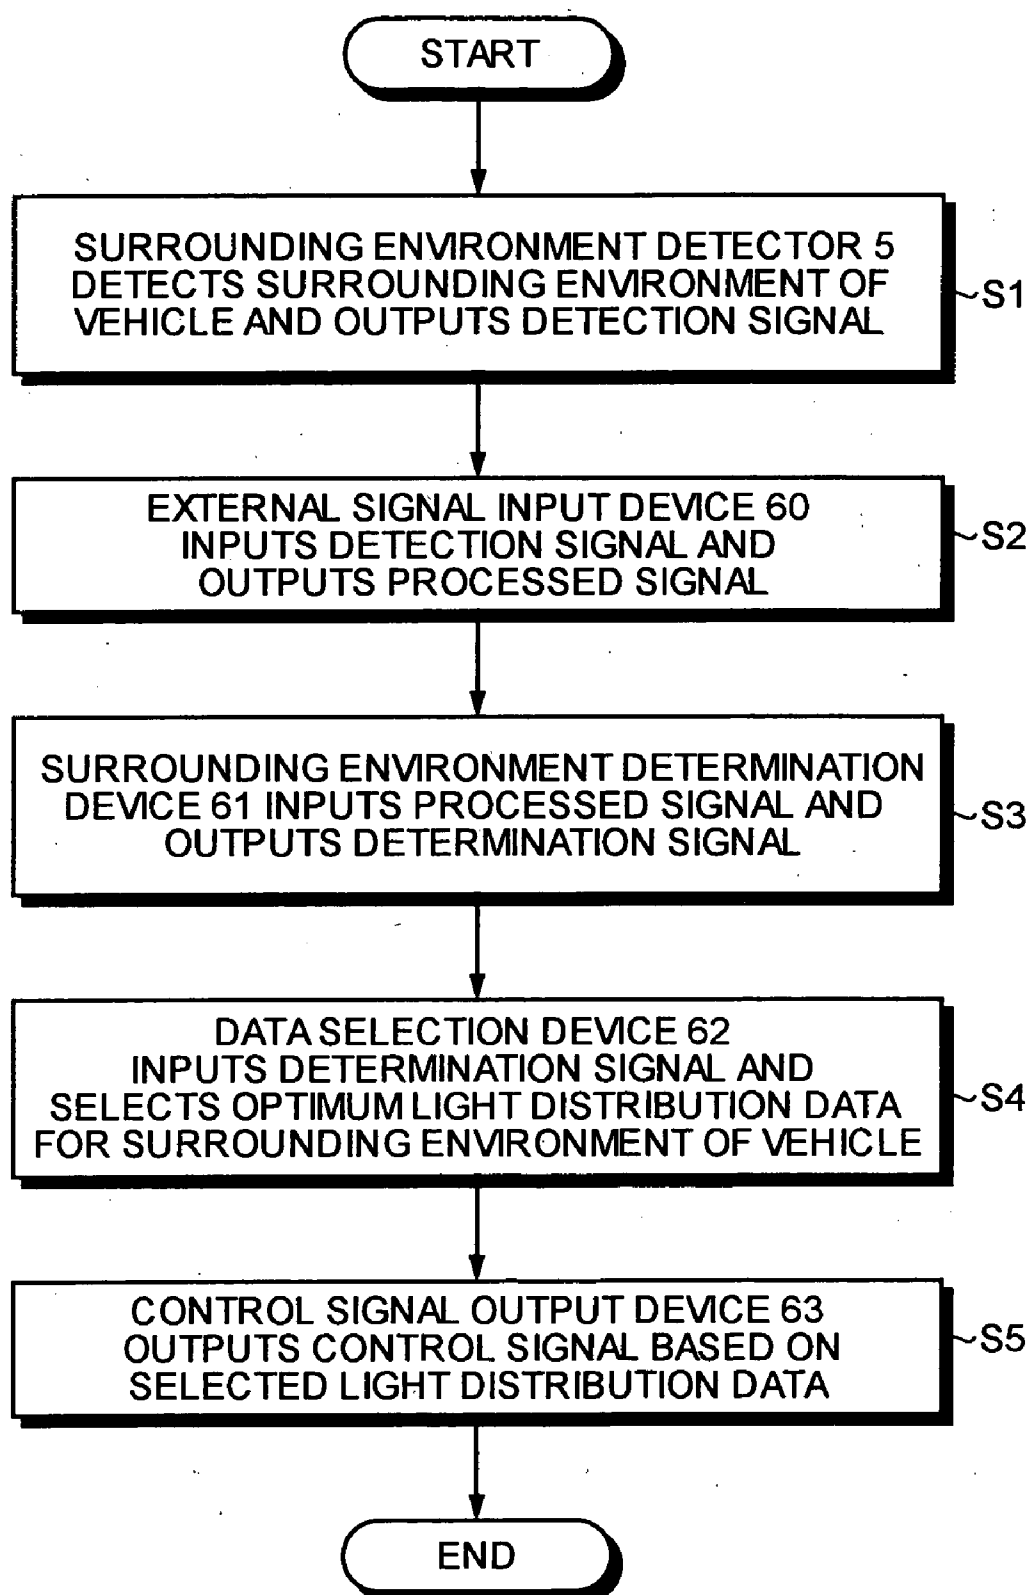 START
SURROUNDING ENVIRONMENT DETECTOR 5
DETECTS SURROUNDING ENVIRONMENT OF
VEHICLE AND OUTPUTS DETECTION SIGNAL
S1
EXTERNAL SIGNAL INPUT DEVICE 60
INPUTS DETECTION SIGNAL AND
OUTPUTS PROCESSED SIGNAL
S2
SURROUNDING ENVIRONMENT DETERMINATION
DEVICE 61 INPUTS PROCESSED SIGNAL AND
OUTPUTS DETERMINATION SIGNAL
S3
DATA SELECTION DEVICE 62
INPUTS DETERMINATION SIGNAL AND
SELECTS OPTIMUM LIGHT DISTRIBUTION DATA
FOR SURROUNDING ENVIRONMENT OF VEHICLE
S4
CONTROL SIGNAL OUTPUT DEVICE 63
OUTPUTS CONTROL SIGNAL BASED ON
SELECTED LIGHT DISTRIBUTION DATA
S5
END